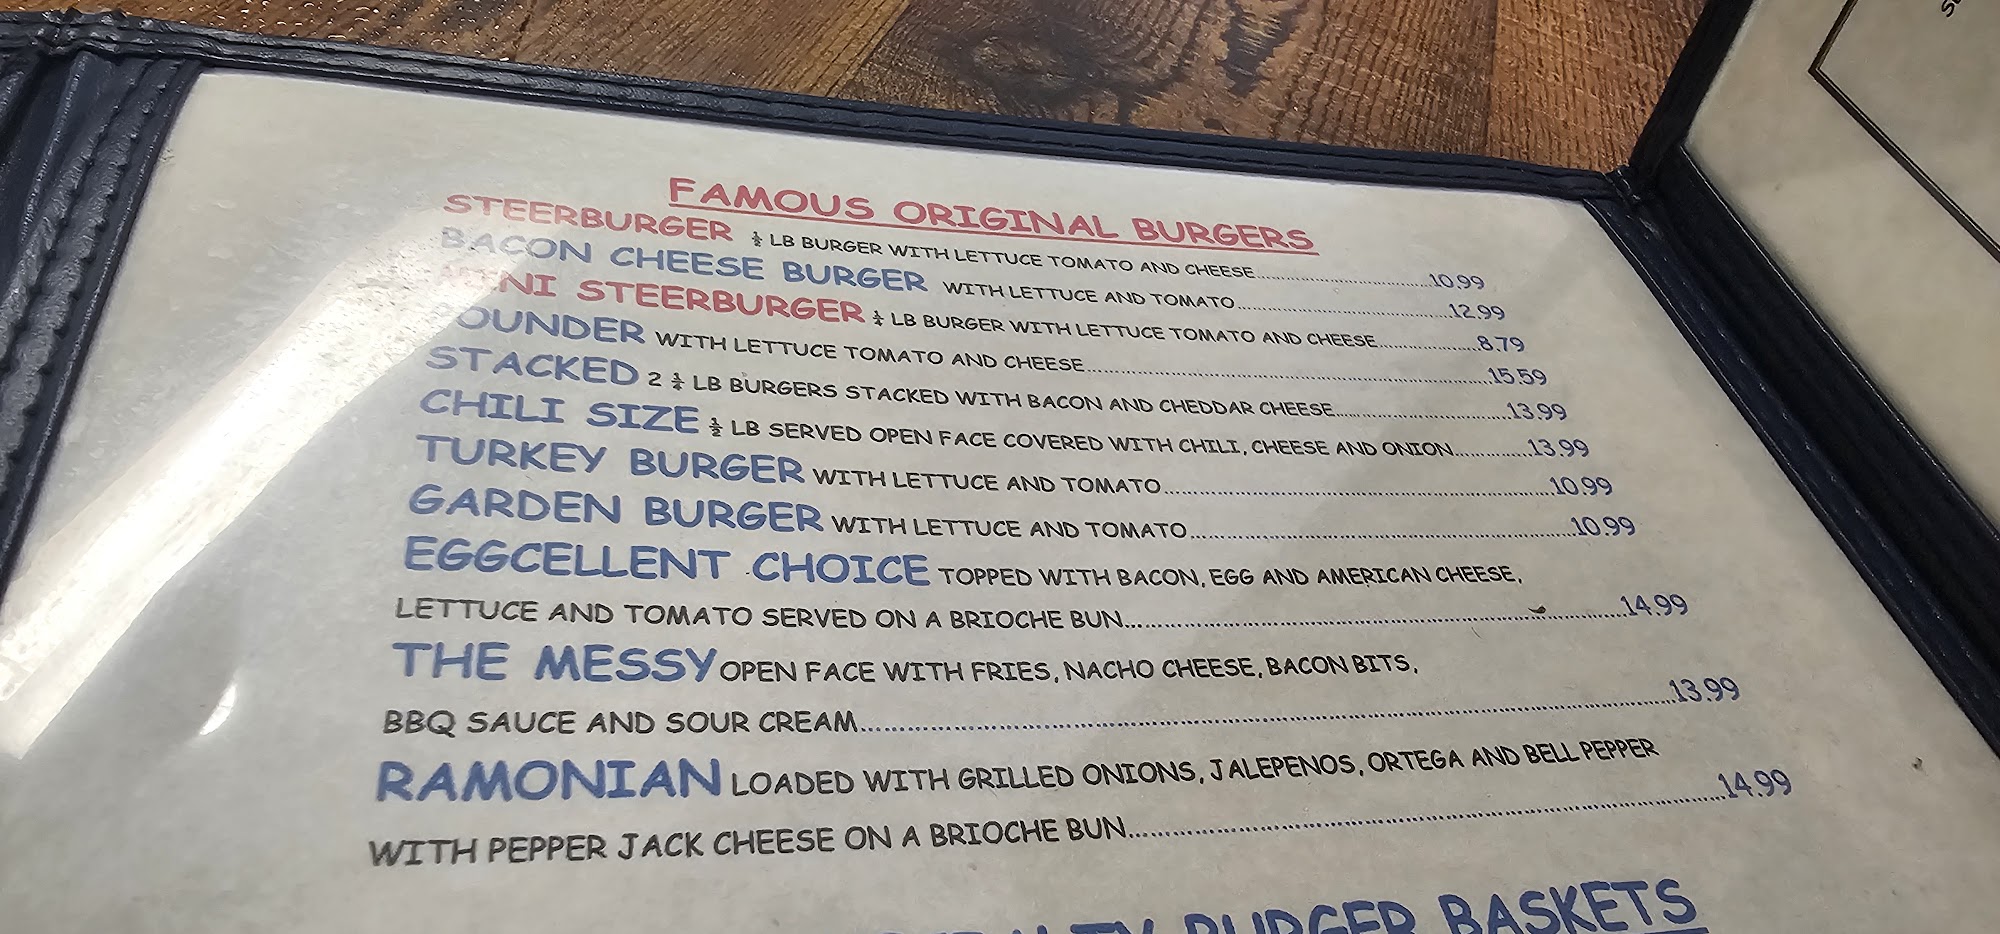 FAMOUS ORIGINAL BURGERS
STEERBURGER ½ LB BURGER WITH LETTUCE TOMATO AND CHEESE...10.99
BACON CHEESE BURGER WITH LETTUCE AND TOMATO...12.99
MINI STEERBURGER ¼ LB BURGER WITH LETTUCE TOMATO AND CHEESE...8.79
POUNDER WITH LETTUCE TOMATO AND CHEESE...15.59
STACKED 2 ¼ LB BURGERS STACKED WITH BACON AND CHEDDAR CHEESE...13.99
CHILI SIZE ½ LB SERVED OPEN FACE COVERED WITH CHILI, CHEESE AND ONION...13.99
TURKEY BURGER WITH LETTUCE AND TOMATO...10.99
GARDEN BURGER WITH LETTUCE AND TOMATO...10.99
EGGCELLENT CHOICE TOPPED WITH BACON, EGG AND AMERICAN CHEESE,
LETTUCE AND TOMATO SERVED ON A BRIOCHE BUN...14.99
THE MESSY OPEN FACE WITH FRIES, NACHO CHEESE, BACON BITS,
BBQ SAUCE AND SOUR CREAM...13.99
RAMONIAN LOADED WITH GRILLED ONIONS, JALEPENOS, ORTEGA AND BELL PEPPER
WITH PEPPER JACK CHEESE ON A BRIOCHE BUN...14.99
BURGER BASKETS